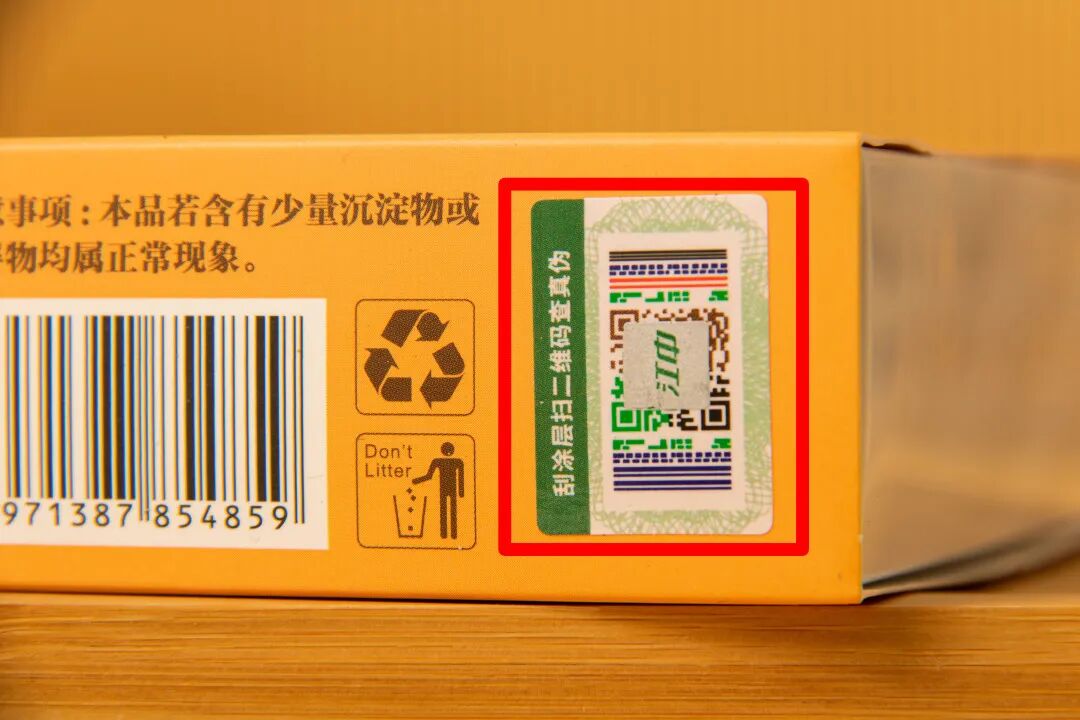 事项：本品若含有少量沉淀物或
物均属正常现象。
971387 854859
Don't
Litter
刮涂层扫二维码查真伪
中江